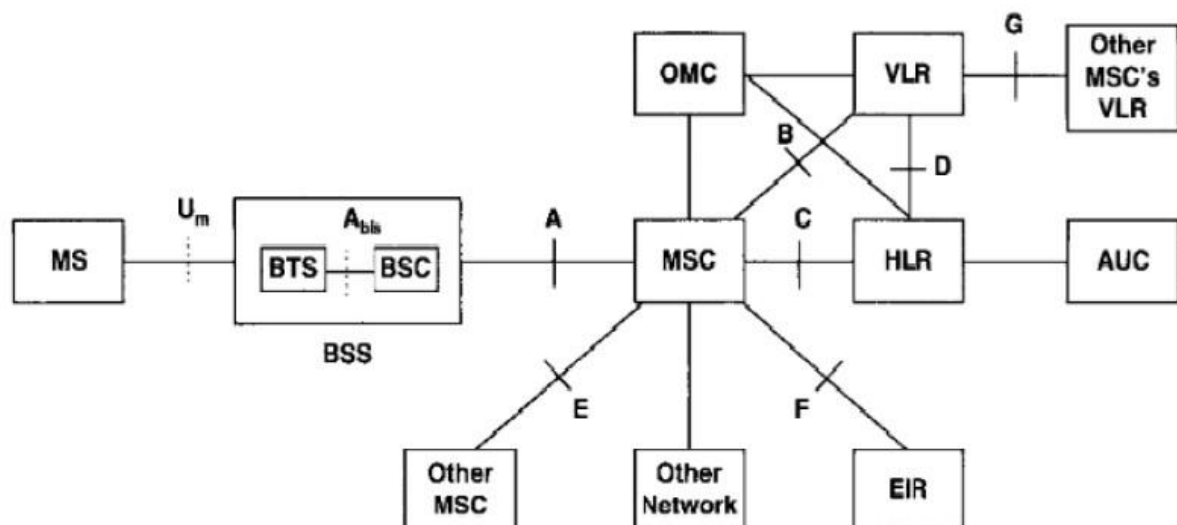 G
OMC
VLR
Other
MSC's
VLR
B
D
Um
Abis
A
C
MS
BTS
BSC
MSC
HLR
AUC
BSS
E
F
Other
MSC
Other
Network
EIR